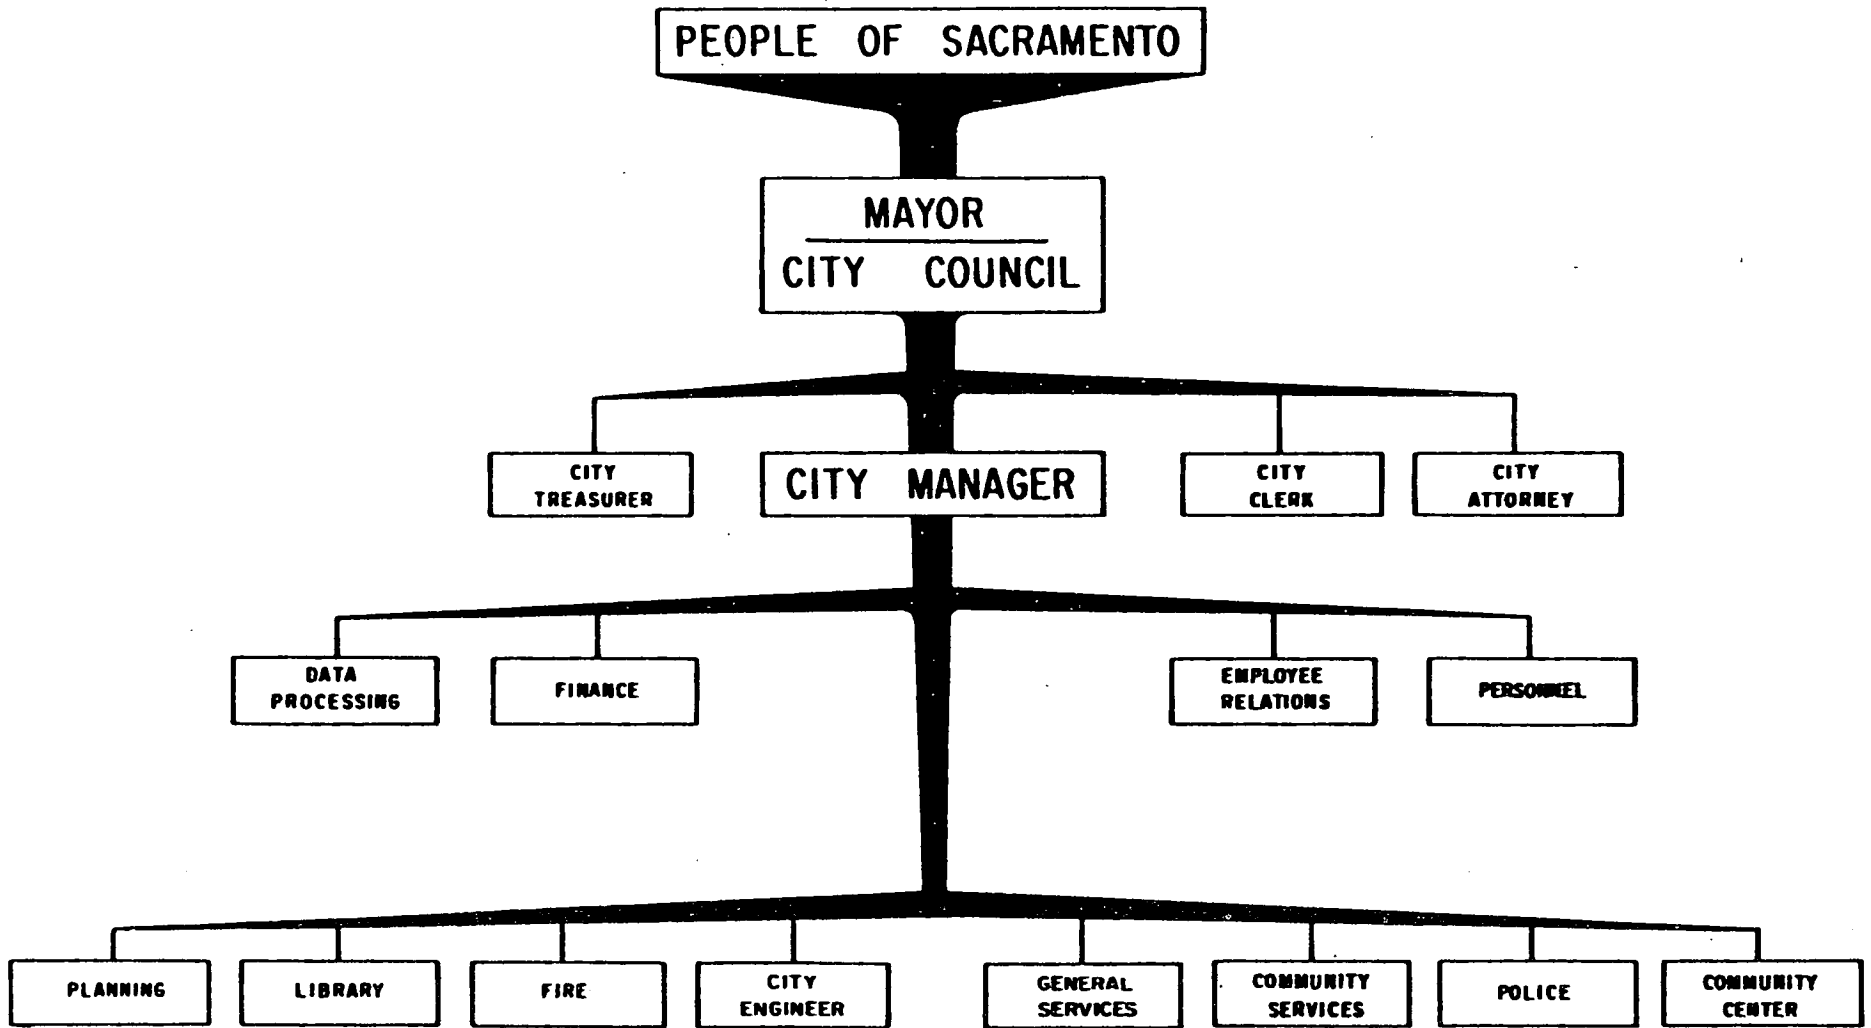 PEOPLE OF SACRAMENTO
MAYOR
CITY COUNCIL
CITY
TREASURER
CITY MANAGER
CITY
CLERK
CITY
ATTORNEY
DATA
PROCESSING
FINANCE
EMPLOYEE
RELATIONS
PERSONNEL
PLANNING
LIBRARY
FIRE
CITY
ENGINEER
GENERAL
SERVICES
COMMUNITY
SERVICES
POLICE
COMMUNITY
CENTER